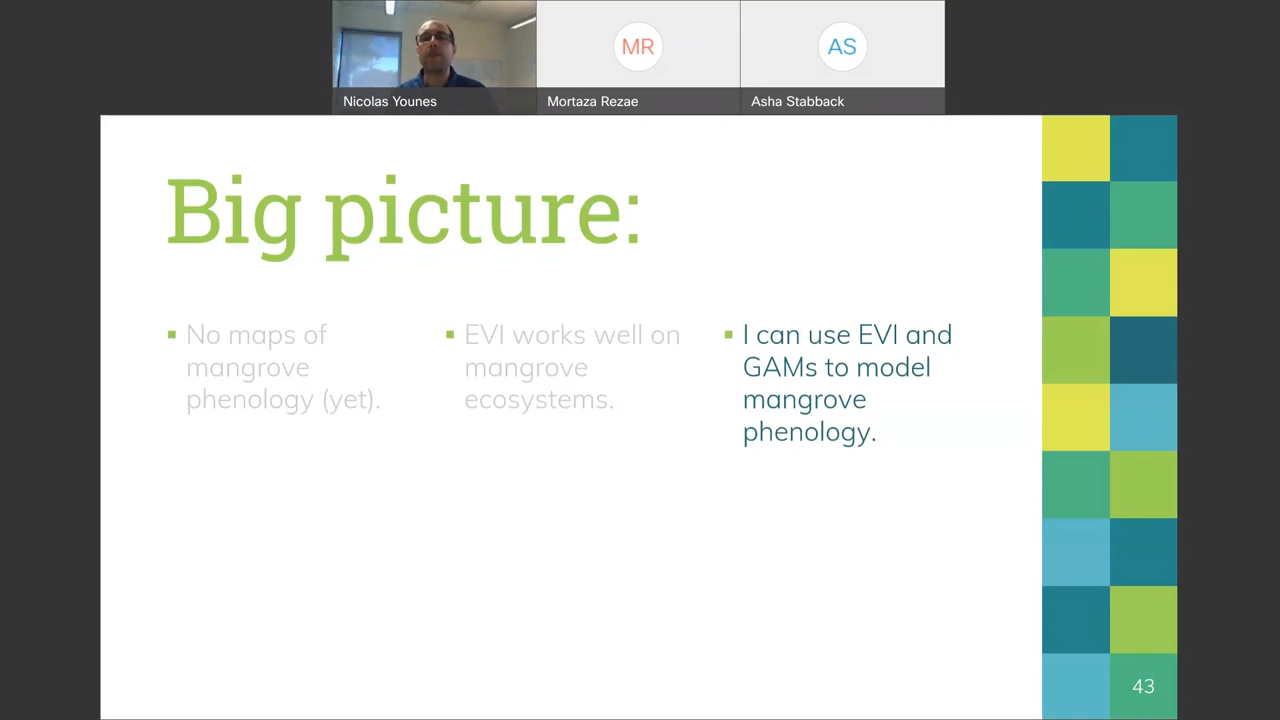 MR
AS
Nicolas Younes
Mortaza Rezae
Asha Stabback
Big picture:
No maps of
mangrove
phenology (yet).
EVI works well on
mangrove
ecosystems.
I can use EVI and
GAMs to model
mangrove
phenology.
43